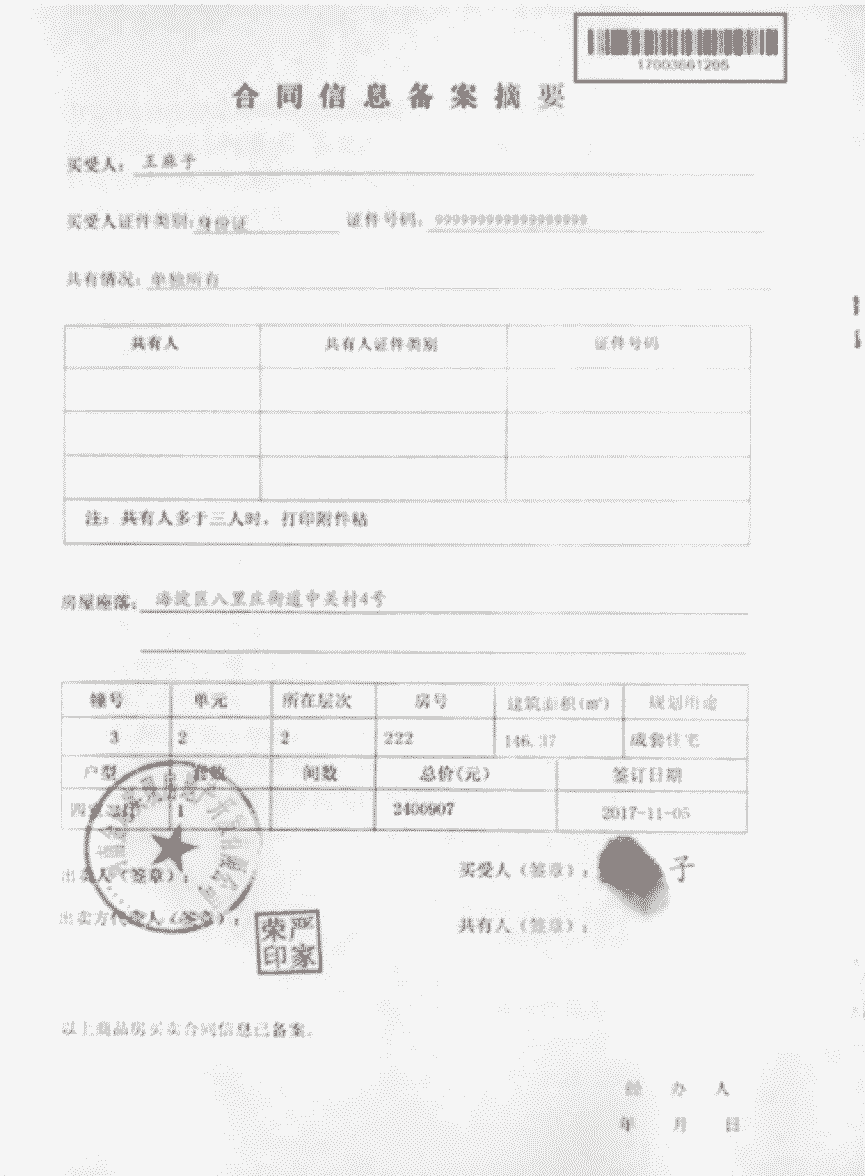 17003661205
合同信息备案摘要
买受人：王麻子
买受人证件类别：身份证 证件号码：999999999999999999
共有情况：单独所有
共有人 共有人证件类别 证件号码
注：共有人多于三人时，打印附件粘
房屋座落：海淀区八里庄街道中关村4号
幢号 单元 所在层次 房号 建筑面积(㎡) 规划用途
3 2 2 222 146.37 成套住宅
户型 套数 间数 总价(元) 签订日期
四 1 2400907 2017-11-05
出卖人（签章）： 买受人（签章）： 子
出卖方代表人（签章）： 共有人（签章）：
荣严
印家
以上商品房买卖合同信息已备案。
经 办 人
年 月 日